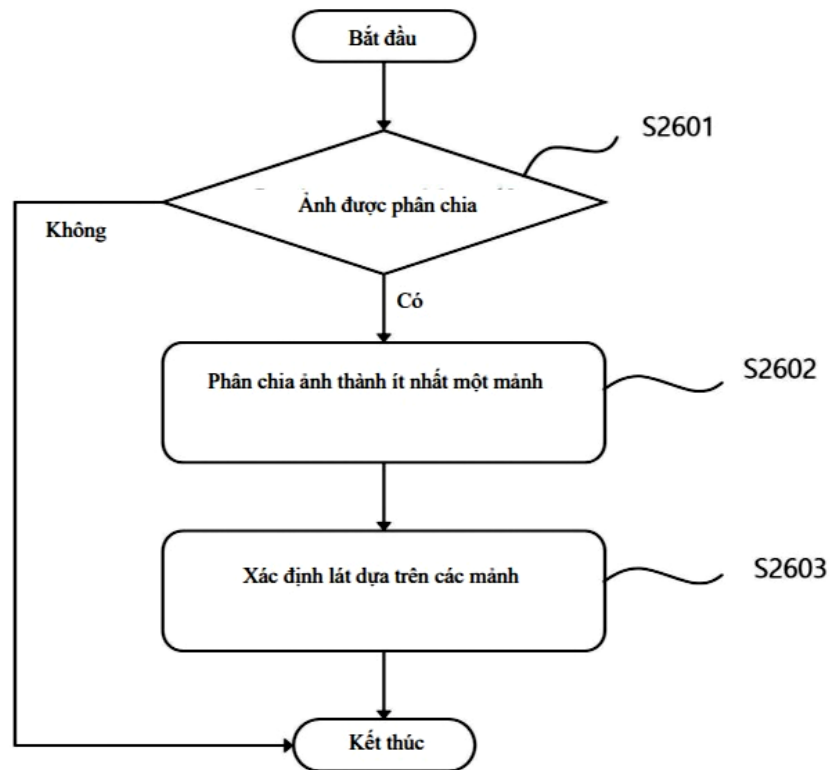 Bắt đầu
S2601
Ảnh được phân chia
Không
Có
Phân chia ảnh thành ít nhất một mảnh
S2602
Xác định lát dựa trên các mảnh
S2603
Kết thúc